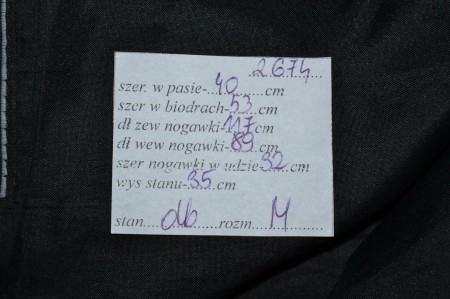 2674
szer. w pasie-40cm
szer w biodrach-53cm
dł zew nogawki-117cm
dł wew nogawki-89cm
szer nogawki w udzie-32cm
wys stanu-35cm
stan....db....rozm....M....